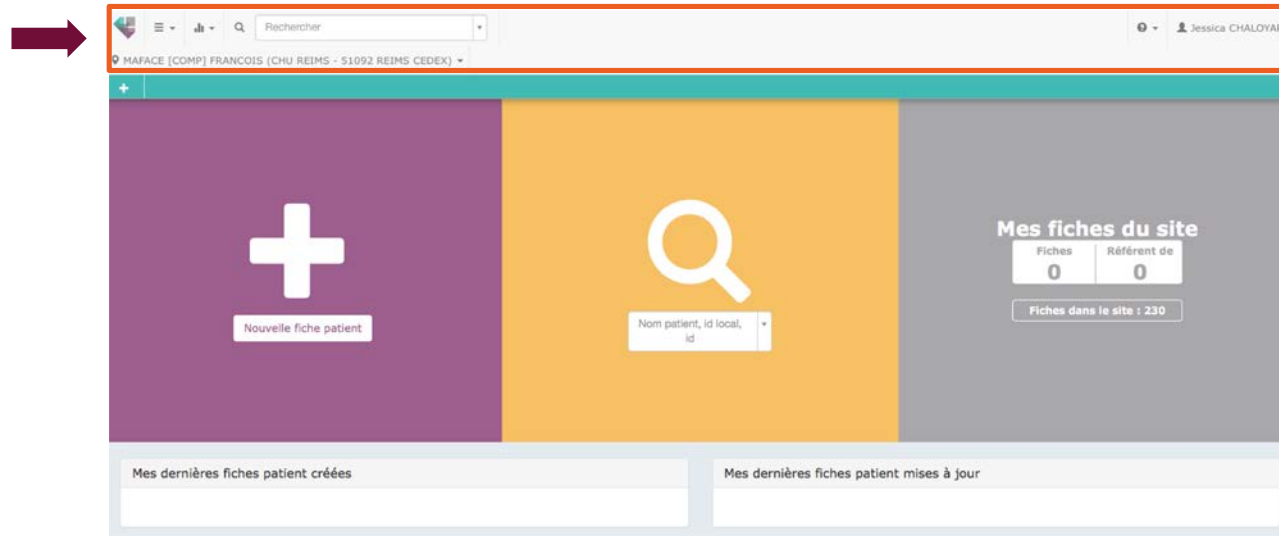 Rechercher
Jessica CHALOYAR
MAFACE [COMP] FRANCOIS (CHU REIMS - 51092 REIMS CEDEX)
Nouvelle fiche patient
Nom patient, id local,
id
Mes fiches du site
Fiches Référent de
0 0
Fiches dans le site : 230
Mes dernières fiches patient créées
Mes dernières fiches patient mises à jour